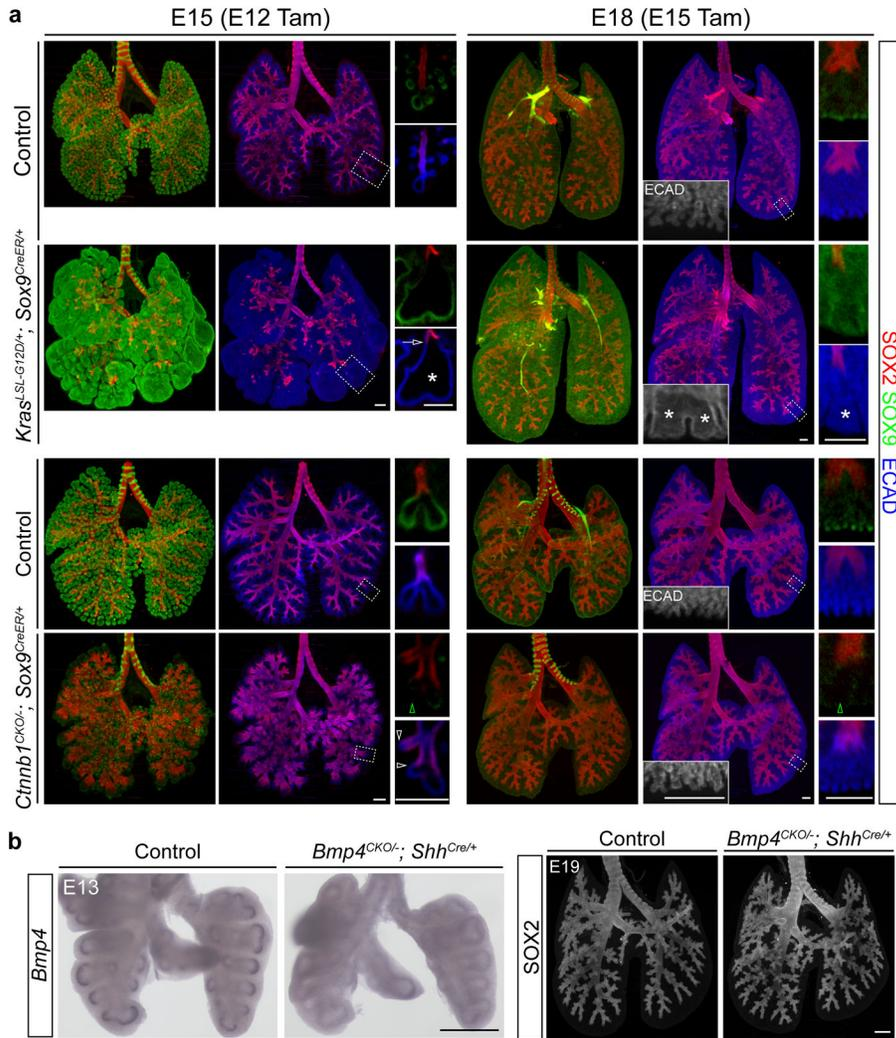 a
E15 (E12 Tam)
E18 (E15 Tam)
Control
ECAD
Kras^LSL-G12D/+; Sox9^CreER/+
*
* *
*
Control
ECAD
Ctnnb1^CKO/-; Sox9^CreER/+
SOX2 SOX9 ECAD
b
Control
Bmp4^CKO/-; Shh^Cre/+
Control
Bmp4^CKO/-; Shh^Cre/+
Bmp4
E13
SOX2
E19